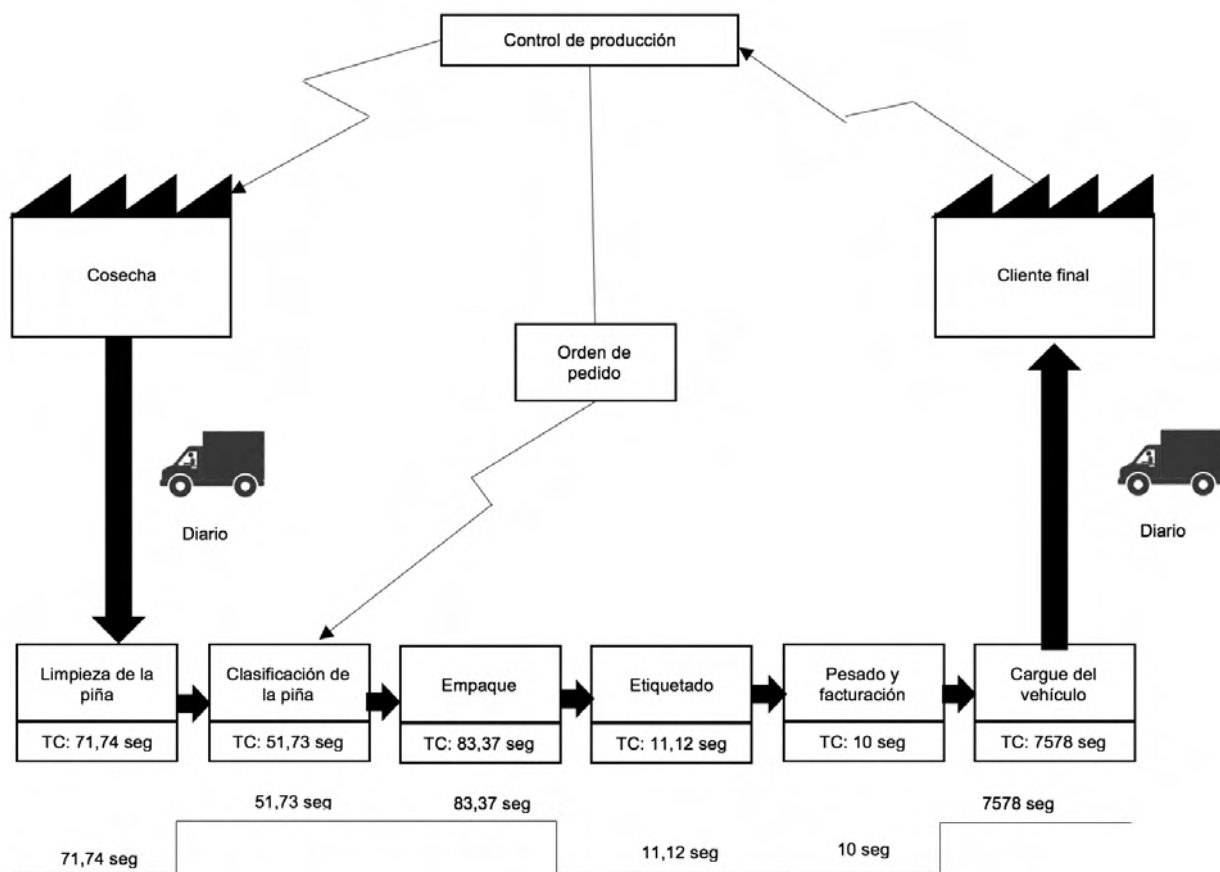 Control de producción
Cosecha
Cliente final
Orden de
pedido
Diario
Diario
Limpieza de la
piña
TC: 71,74 seg
Clasificación de
la piña
TC: 51,73 seg
Empaque
TC: 83,37 seg
Etiquetado
TC: 11,12 seg
Pesado y
facturación
TC: 10 seg
Cargue del
vehículo
TC: 7578 seg
71,74 seg
51,73 seg
83,37 seg
11,12 seg
10 seg
7578 seg